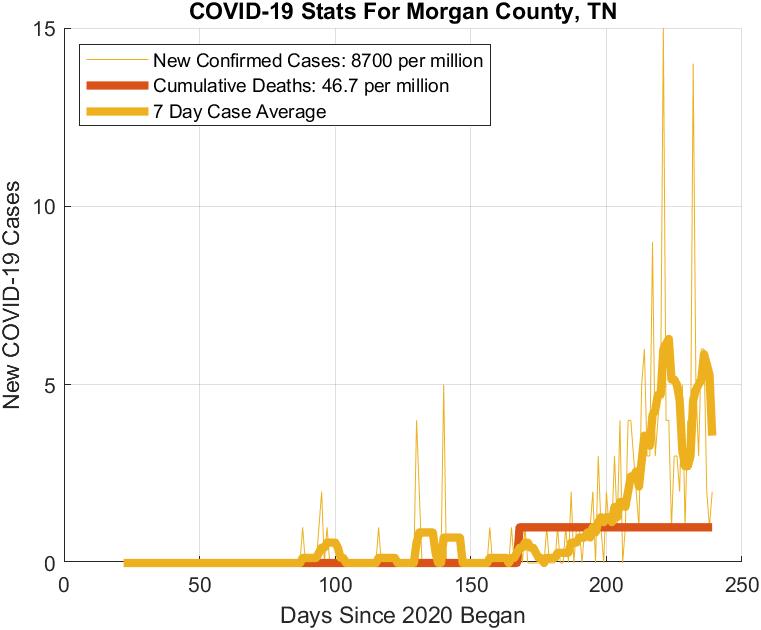 COVID-19 Stats For Morgan County, TN
New Confirmed Cases: 8700 per million
Cumulative Deaths: 46.7 per million
7 Day Case Average
New COVID-19 Cases
15
10
5
0
0 50 100 150 200 250
Days Since 2020 Began